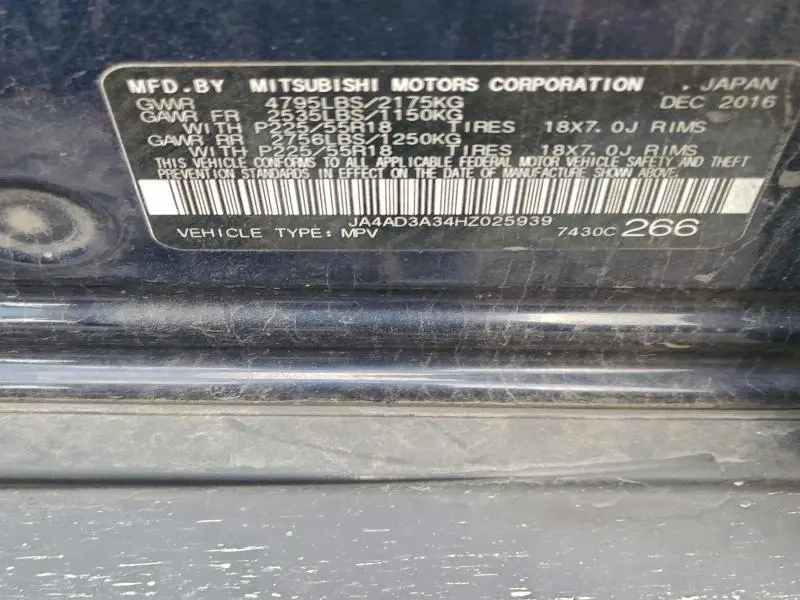 MFD.BY MITSUBISHI MOTORS CORPORATION . JAPAN
GVWR 4795LBS/2175KG DEC 2016
GAWR FR 2535LBS/1150KG
WITH P225/55R18 TIRES 18X7.0J RIMS
GAWR RR 2756LBS/1250KG
WITH P225/55R18 TIRES 18X7.0J RIMS
THIS VEHICLE CONFORMS TO ALL APPLICABLE FEDERAL MOTOR VEHICLE SAFETY AND THEFT
PREVENTION STANDARDS IN EFFECT ON THE DATE OF MANUFACTURE SHOWN ABOVE.
JA4AD3A34HZ025939
VEHICLE TYPE: MPV 7430C 266